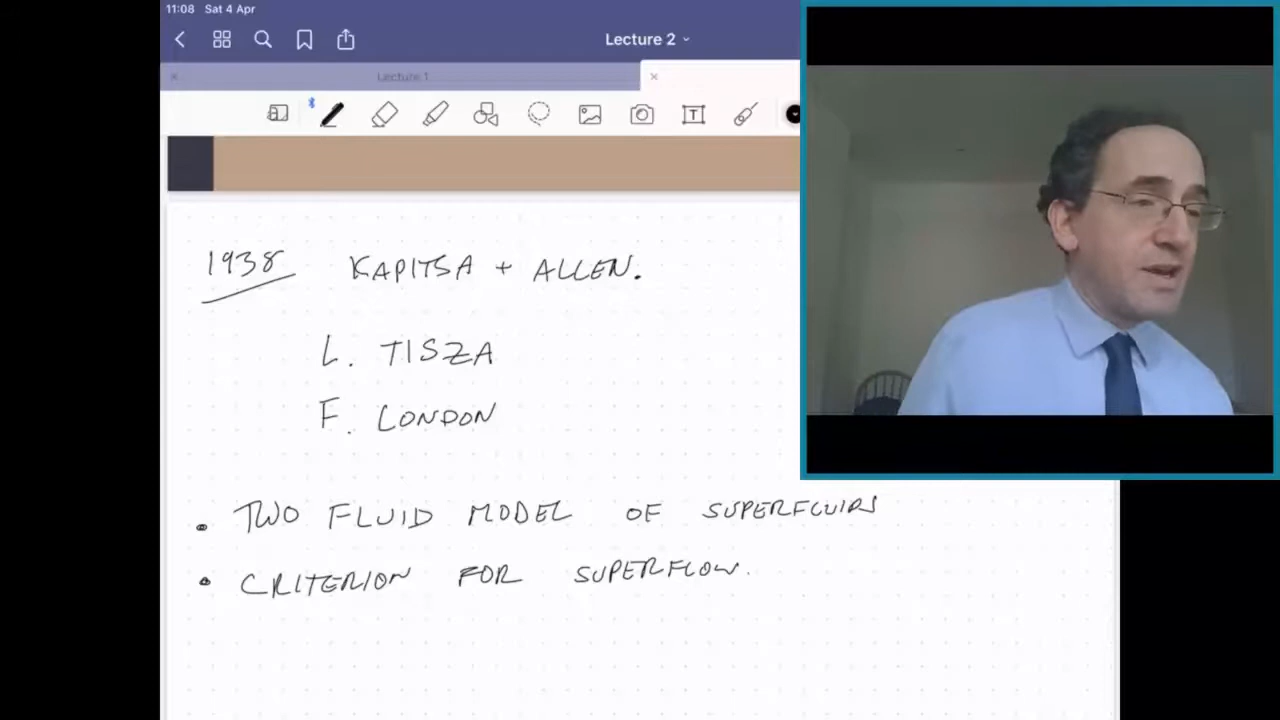 11:08 Sat 4 Apr
Lecture 2
Lecture 1
T
1938 KAPITSA + ALLEN.
L. TISZA
F. LONDON
• TWO FLUID MODEL OF SUPERFLUIDS
• CRITERION FOR SUPERFLOW.